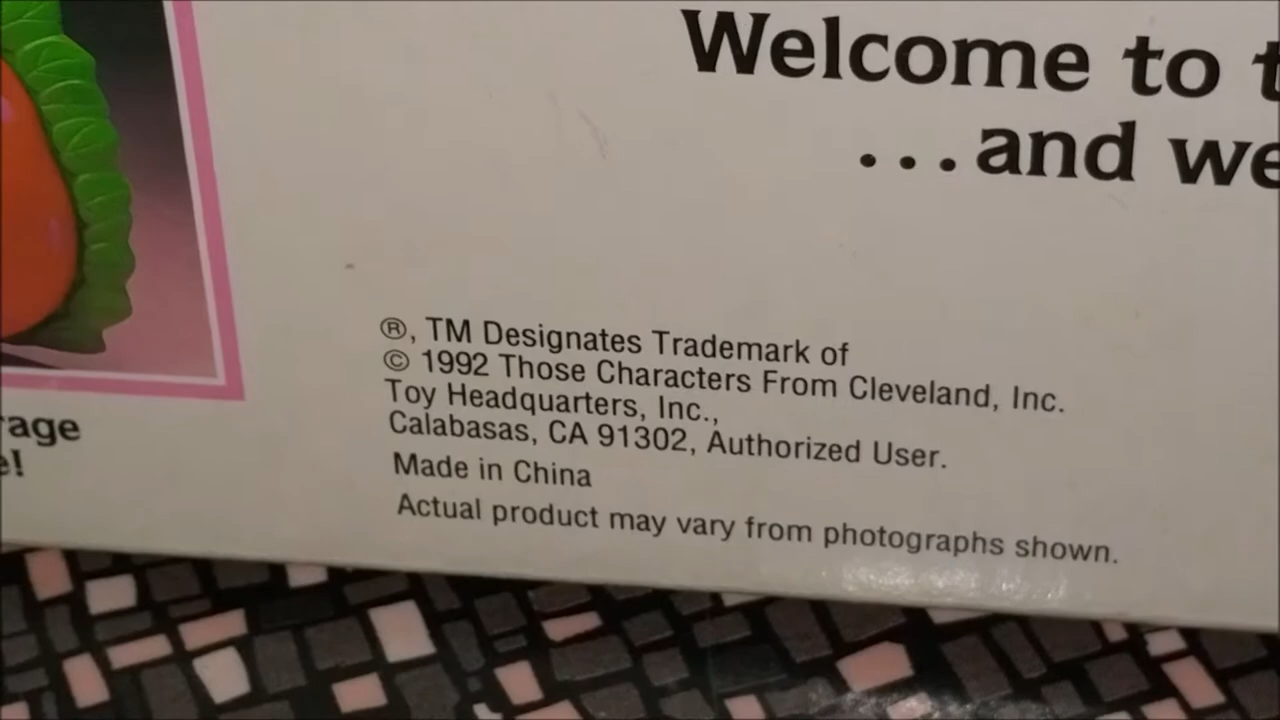 Welcome to t
...and we
®, TM Designates Trademark of
© 1992 Those Characters From Cleveland, Inc.
Toy Headquarters, Inc.,
Calabasas, CA 91302, Authorized User.
Made in China
Actual product may vary from photographs shown.
rage
e!